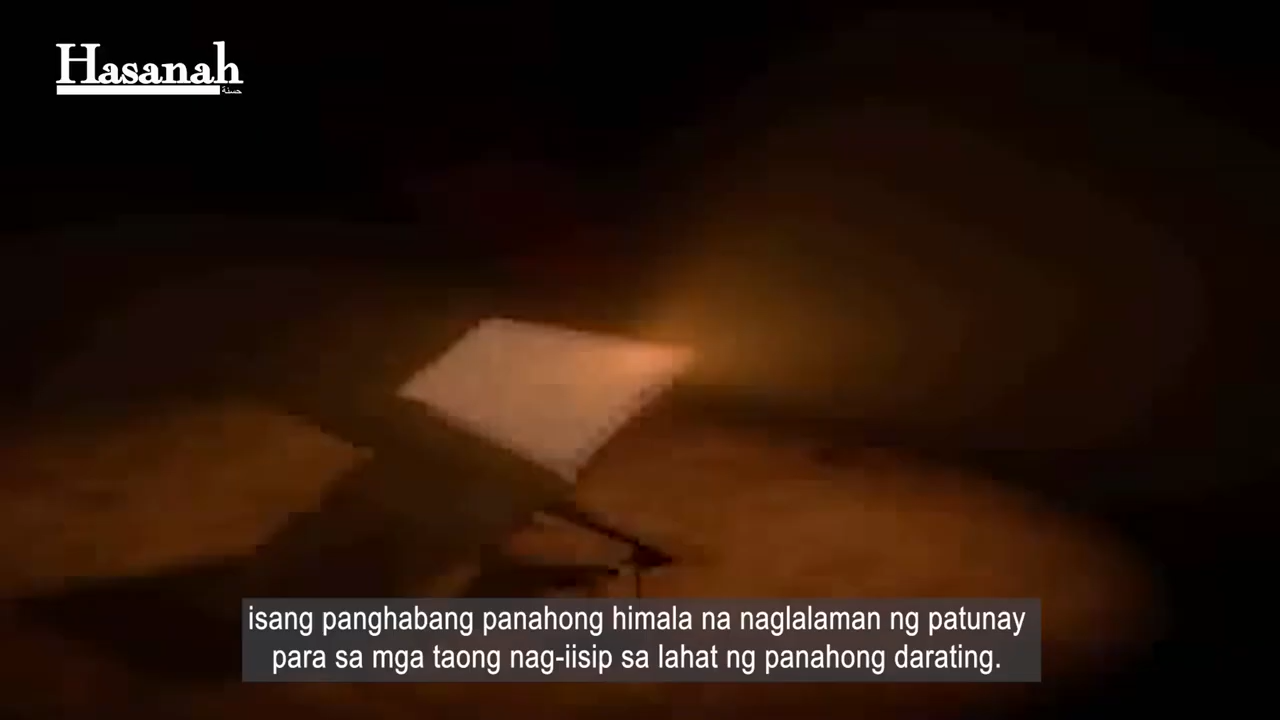 Hasanah
حسنة
isang panghabang panahong himala na naglalaman ng patunay
para sa mga taong nag-iisip sa lahat ng panahong darating.